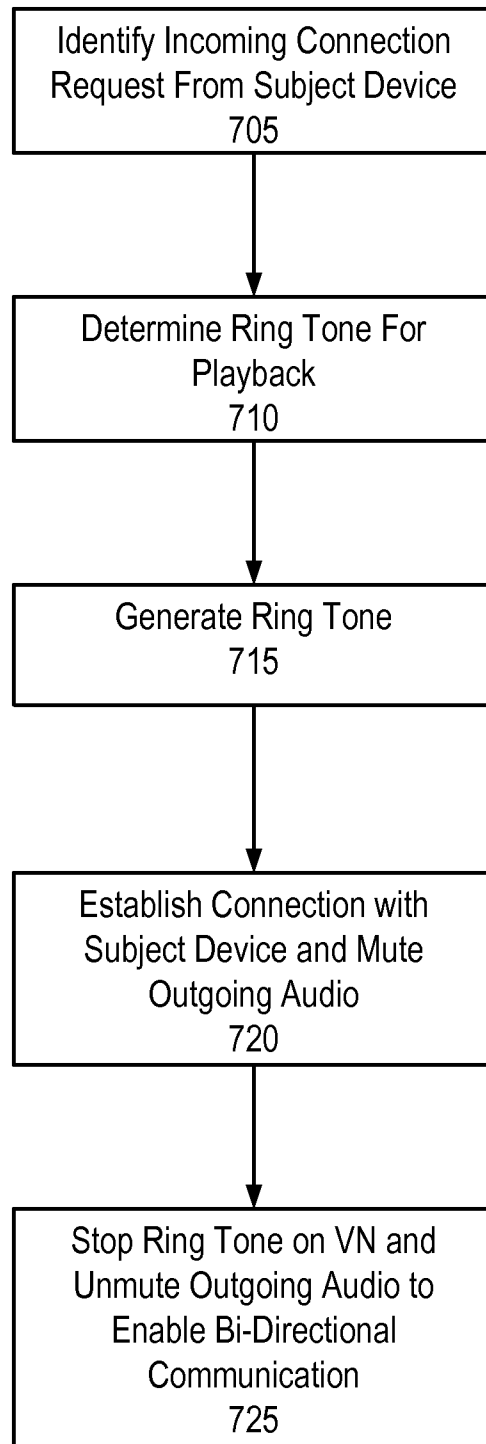 Identify Incoming Connection
Request From Subject Device
705
Determine Ring Tone For
Playback
710
Generate Ring Tone
715
Establish Connection with
Subject Device and Mute
Outgoing Audio
720
Stop Ring Tone on VN and
Unmute Outgoing Audio to
Enable Bi-Directional
Communication
725